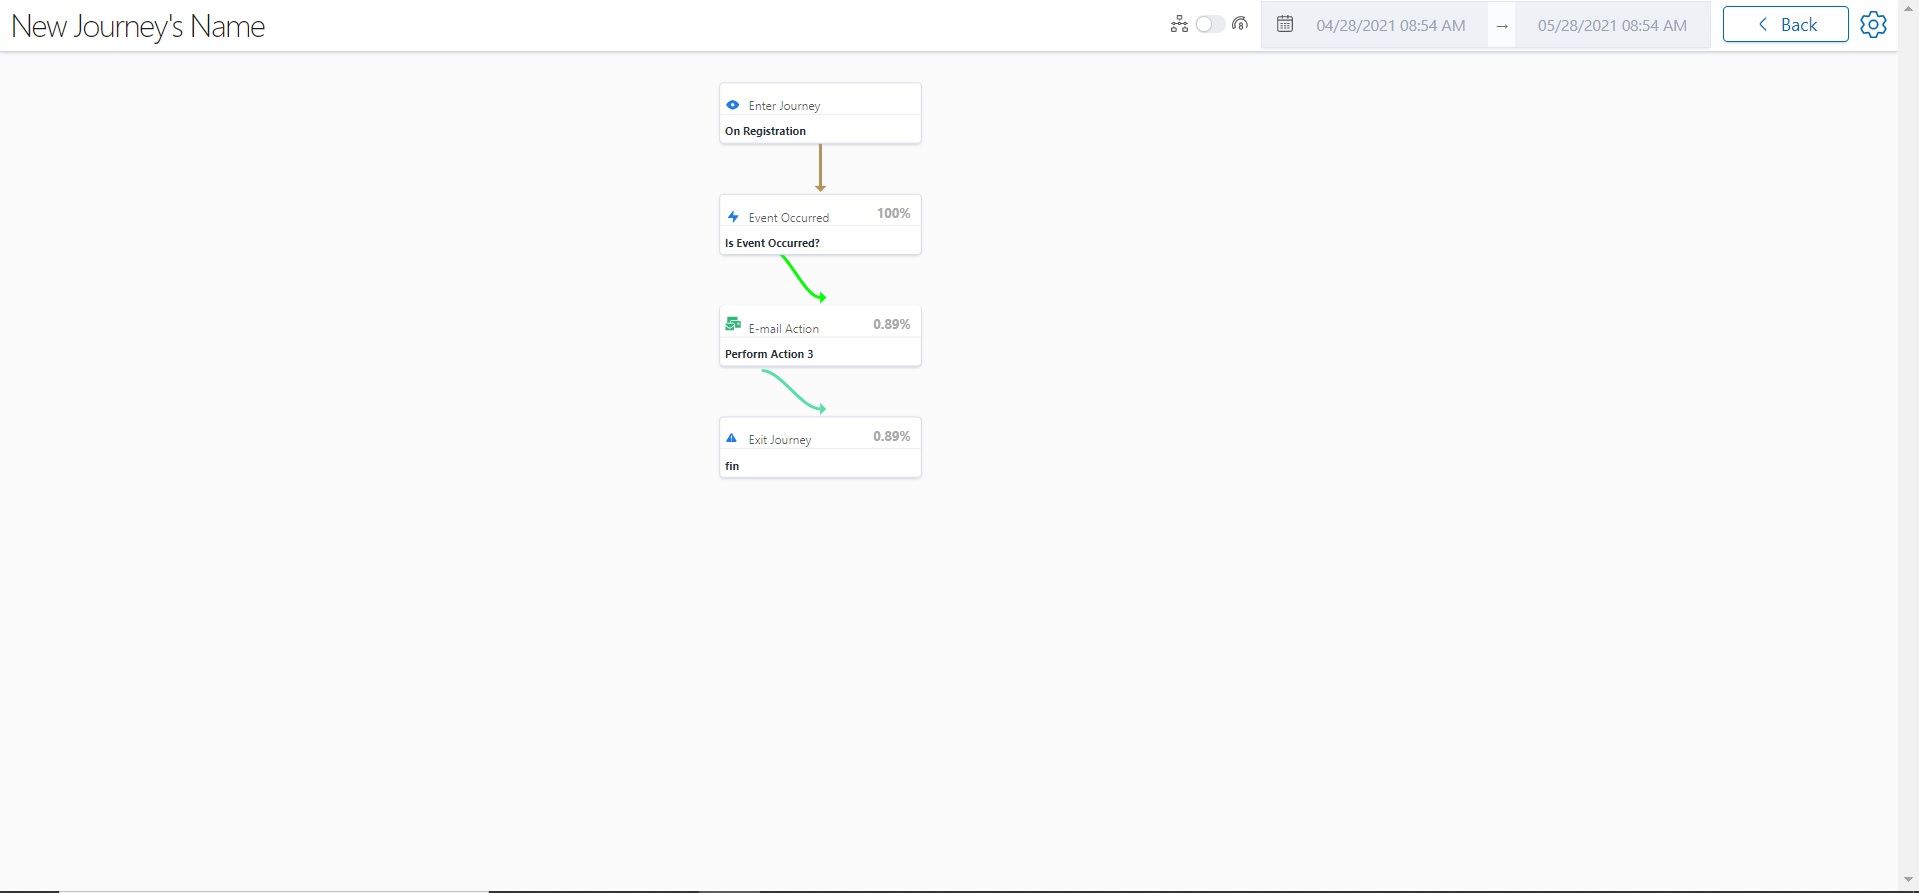 New Journey's Name
04/28/2021 08:54 AM → 05/28/2021 08:54 AM
Back
Enter Journey
On Registration
Event Occurred 100%
Is Event Occurred?
E-mail Action 0.89%
Perform Action 3
Exit Journey 0.89%
fin